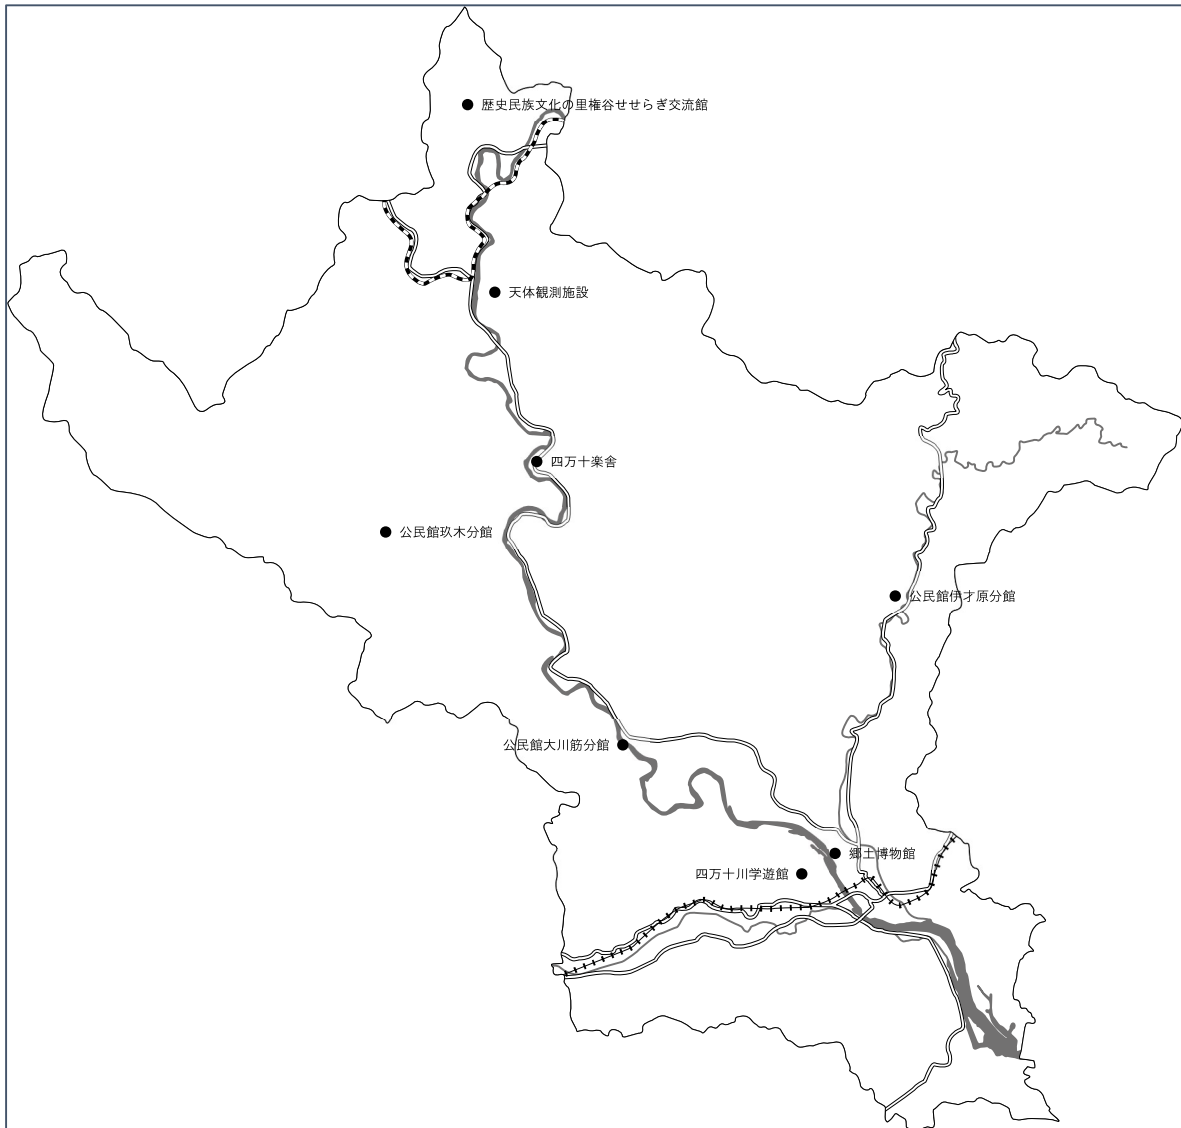 歴史民族文化の里権谷せせらぎ交流館
天体観測施設
四万十楽舎
公民館玖木分館
公民館伊才原分館
公民館大川筋分館
郷土博物館
四万十川学遊館